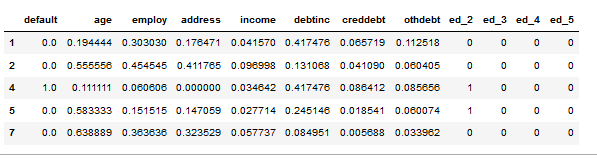 default age employ address income debtinc creddebt othdebt ed_2 ed_3 ed_4 ed_5
1 0.0 0.194444 0.303030 0.176471 0.041570 0.417476 0.065719 0.112518 0 0 0 0
2 0.0 0.555556 0.454545 0.411765 0.096998 0.131068 0.041090 0.060405 0 0 0 0
4 1.0 0.111111 0.060606 0.000000 0.034642 0.417476 0.086412 0.085656 1 0 0 0
5 0.0 0.583333 0.151515 0.147059 0.027714 0.245146 0.018541 0.060074 1 0 0 0
7 0.0 0.638889 0.363636 0.323529 0.057737 0.084951 0.005688 0.033962 0 0 0 0